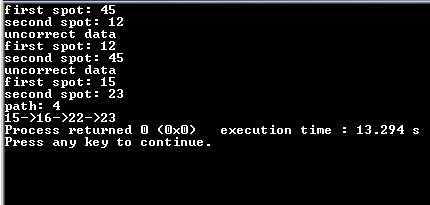 first spot: 45
second spot: 12
uncorrect data
first spot: 12
second spot: 45
uncorrect data
first spot: 15
second spot: 23
path: 4
15->16->22->23
Process returned 0 (0x0)   execution time : 13.294 s
Press any key to continue.